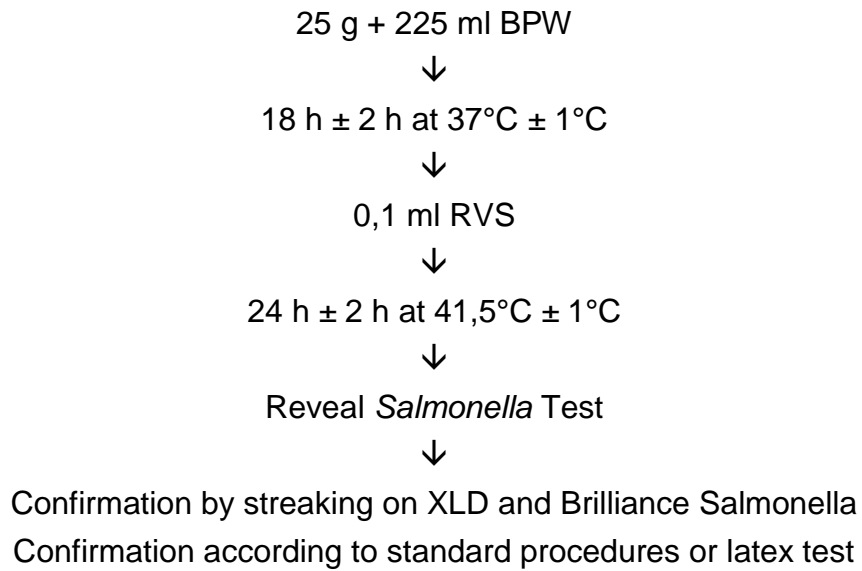 25 g + 225 ml BPW
↓
18 h ± 2 h at 37°C ± 1°C
↓
0,1 ml RVS
↓
24 h ± 2 h at 41,5°C ± 1°C
↓
Reveal Salmonella Test
↓
Confirmation by streaking on XLD and Brilliance Salmonella
Confirmation according to standard procedures or latex test